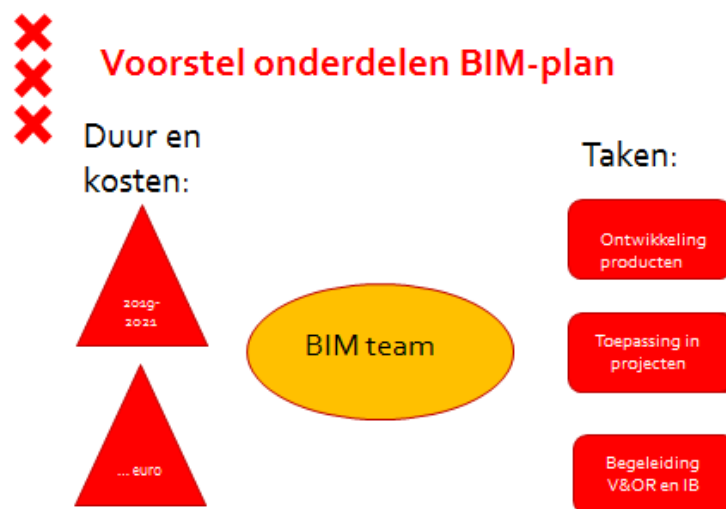 Voorstel onderdelen BIM-plan
Duur en
kosten:
2019-
2021
... euro
BIM team
Taken:
Ontwikkeling
producten
Toepassing in
projecten
Begeleiding
V&OR en IB